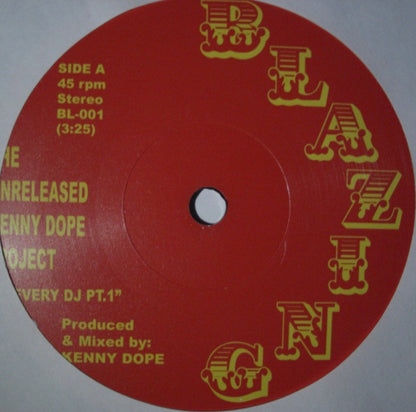 BLAZING
SIDE A
45 rpm
Stereo
BL-001
(3:25)
HE
NRELEASED
ENNY DOPE
OJECT
EVERY DJ PT.1”
Produced
& Mixed by:
KENNY DOPE